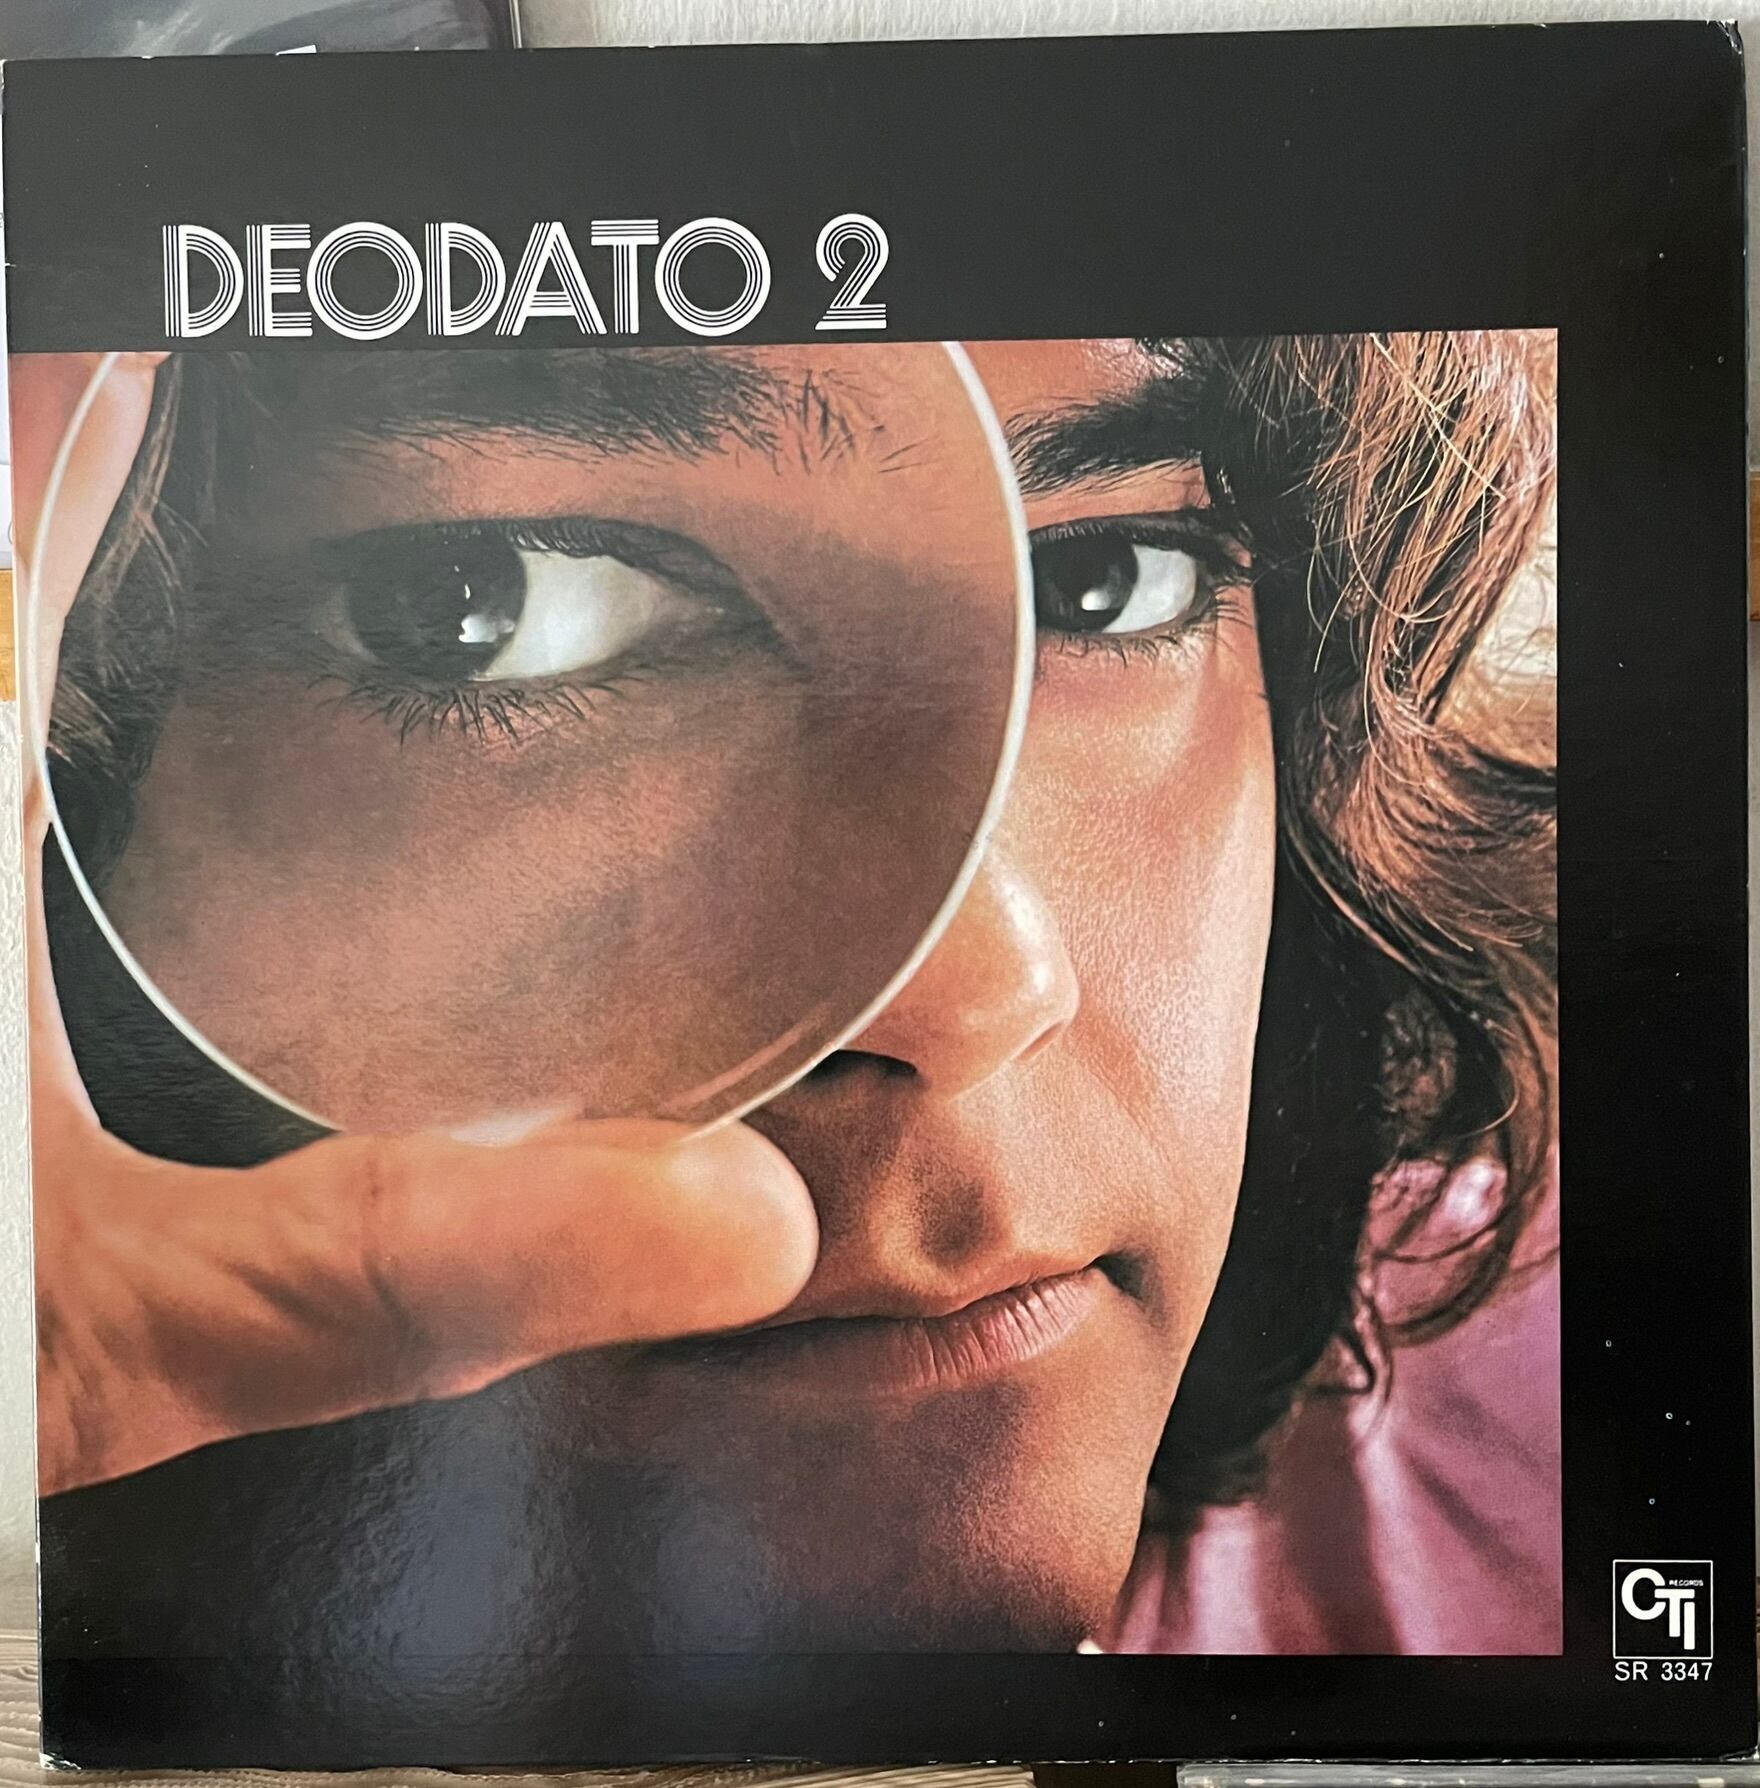 DEODATO 2
CTI RECORDS
SR 3347